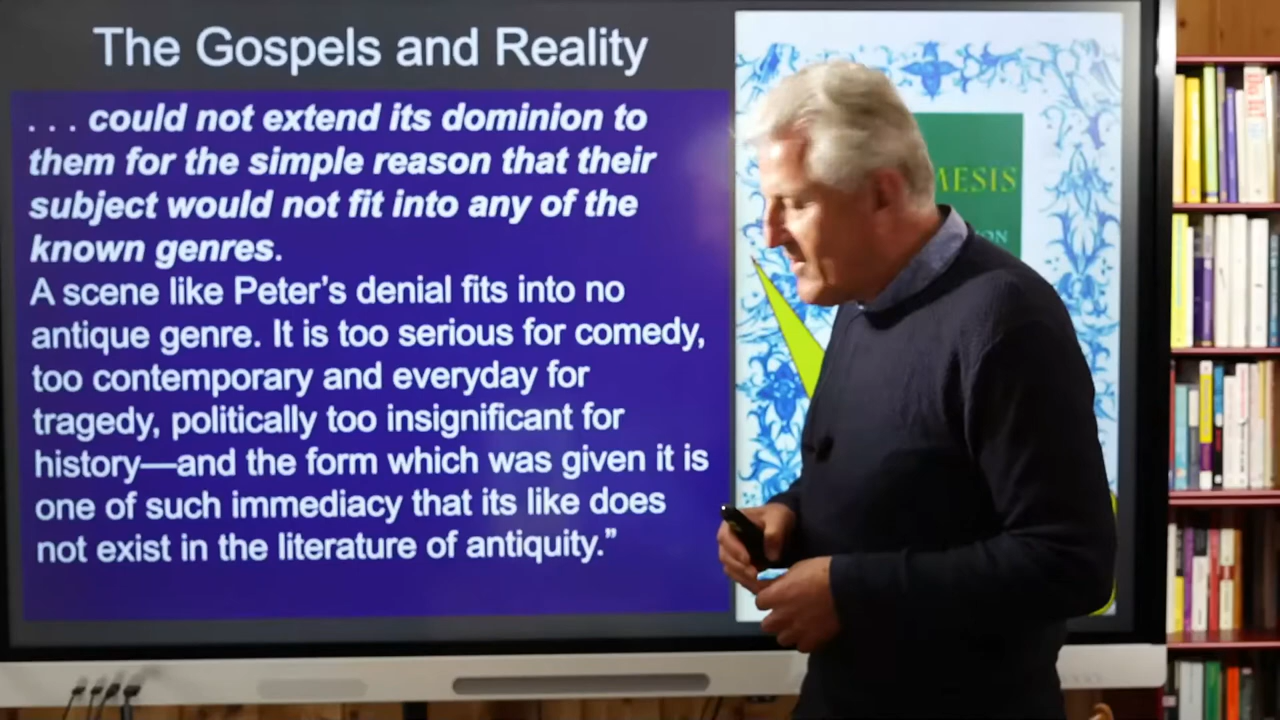 The Gospels and Reality
. . . could not extend its dominion to
them for the simple reason that their
subject would not fit into any of the
known genres.
A scene like Peter’s denial fits into no
antique genre. It is too serious for comedy,
too contemporary and everyday for
tragedy, politically too insignificant for
history—and the form which was given it is
one of such immediacy that its like does
not exist in the literature of antiquity.”